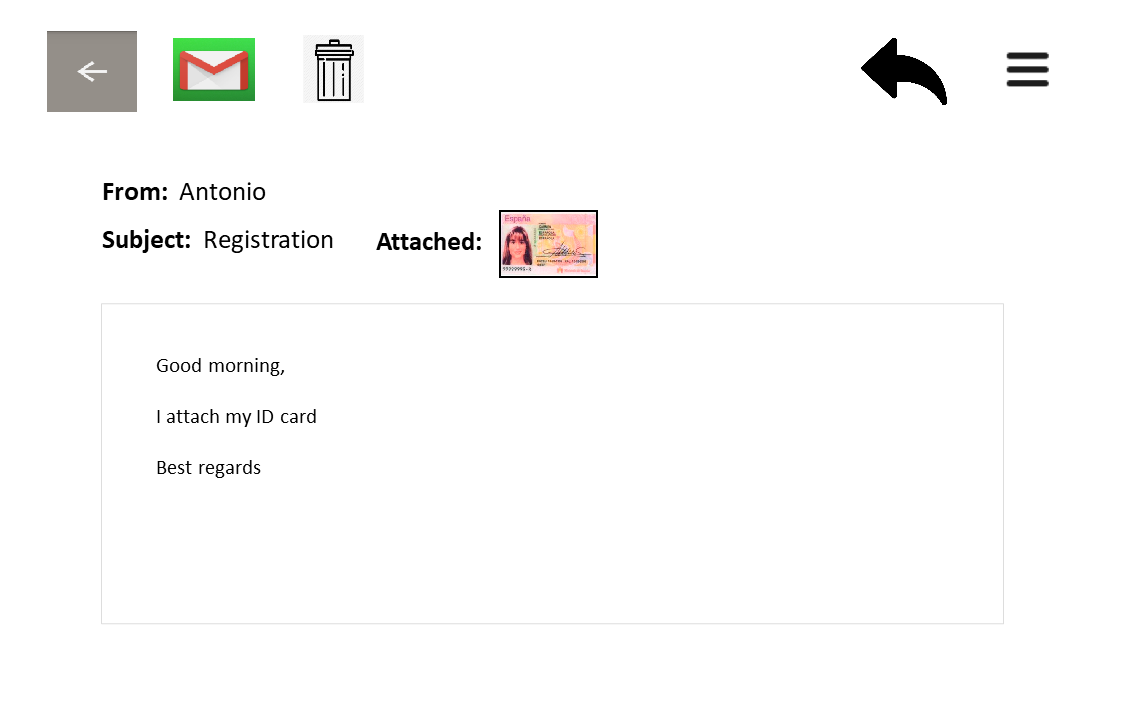 From: Antonio
Subject: Registration
Attached:
España
Good morning,
I attach my ID card
Best regards